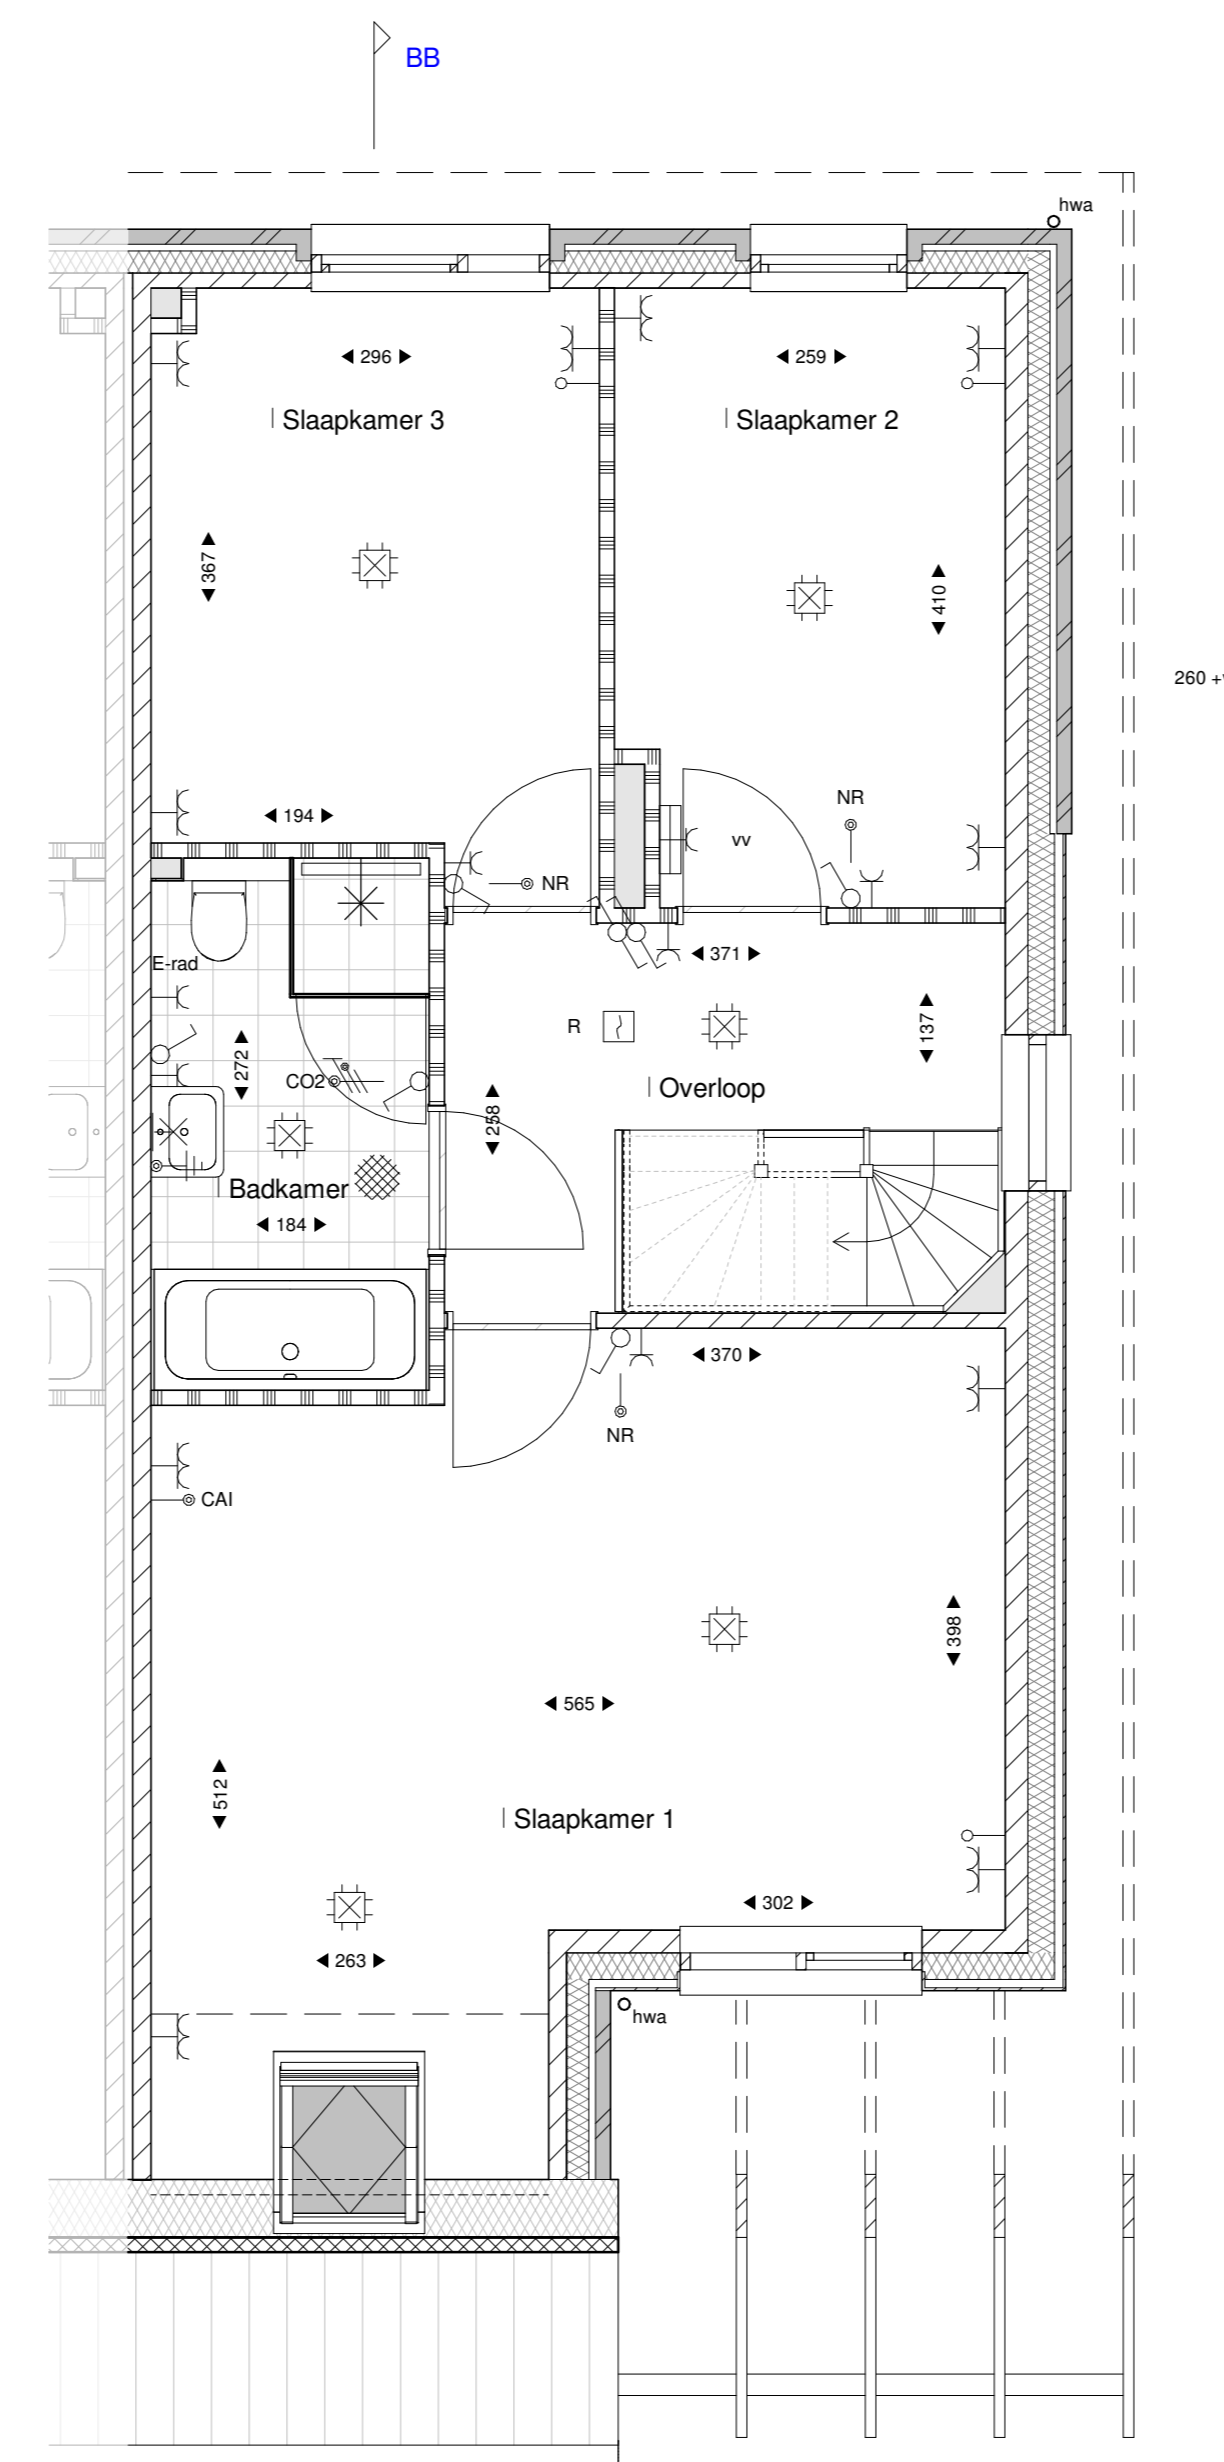 BB
hwa
296
259
Slaapkamer 3
Slaapkamer 2
367
410
260 +v
194
NR
vv
NR
371
E-rad
R
137
272
CO2
Overloop
258
Badkamer
184
370
NR
CAI
398
565
512
Slaapkamer 1
302
263
hwa